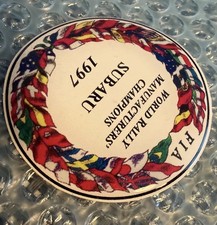 FIA
WORLD RALLY
MANUFACTURERS'
CHAMPIONS
SUBARU
1997